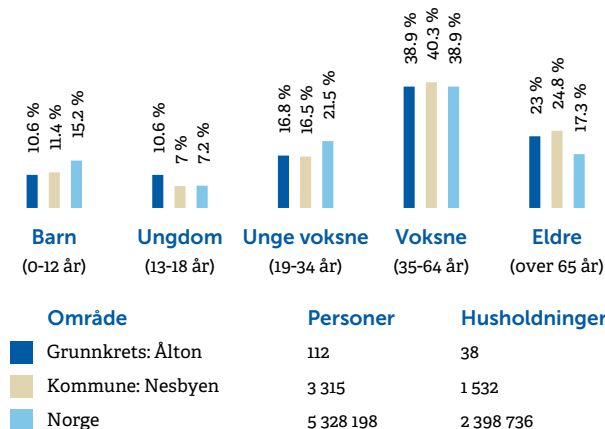 10.6 % 11.4 % 15.2 % 10.6 % 7 % 7.2 % 16.8 % 16.5 % 21.5 % 38.9 % 40.3 % 38.9 % 23 % 24.8 % 17.3 %
Barn Ungdom Unge voksne Voksne Eldre
(0-12 år) (13-18 år) (19-34 år) (35-64 år) (over 65 år)
Område Personer Husholdninger
Grunnkrets: Ålton 112 38
Kommune: Nesbyen 3 315 1 532
Norge 5 328 198 2 398 736